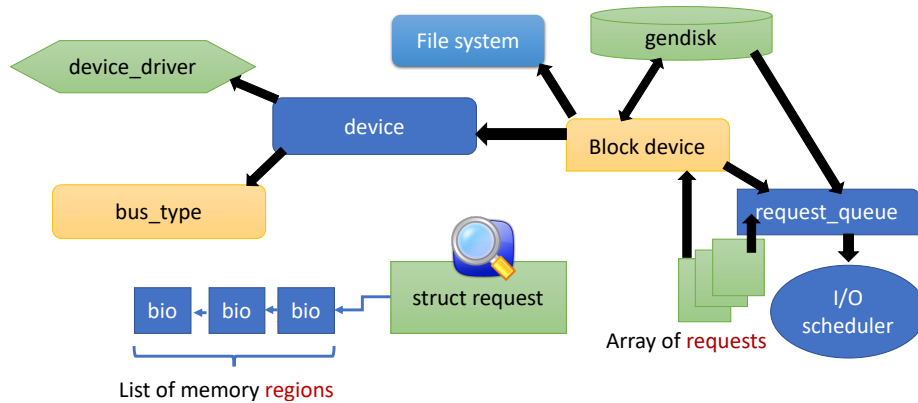 File system
gendisk
device_driver
device
Block device
bus_type
request_queue
struct request
bio
bio
bio
I/O
scheduler
Array of requests
List of memory regions